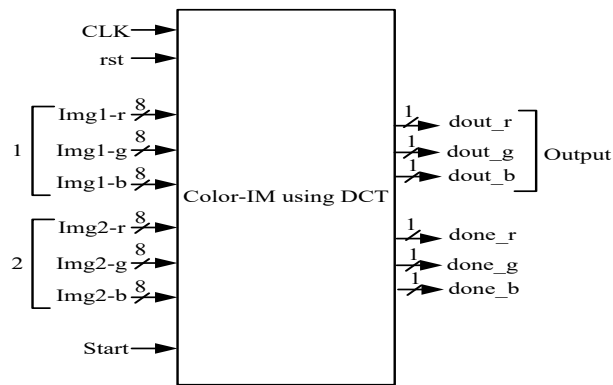 CLK
rst
1
Img1-r
8
Img1-g
8
Img1-b
8
2
Img2-r
8
Img2-g
8
Img2-b
8
Start
Color-IM using DCT
1
dout_r
1
dout_g
1
dout_b
Output
1
done_r
1
done_g
1
done_b